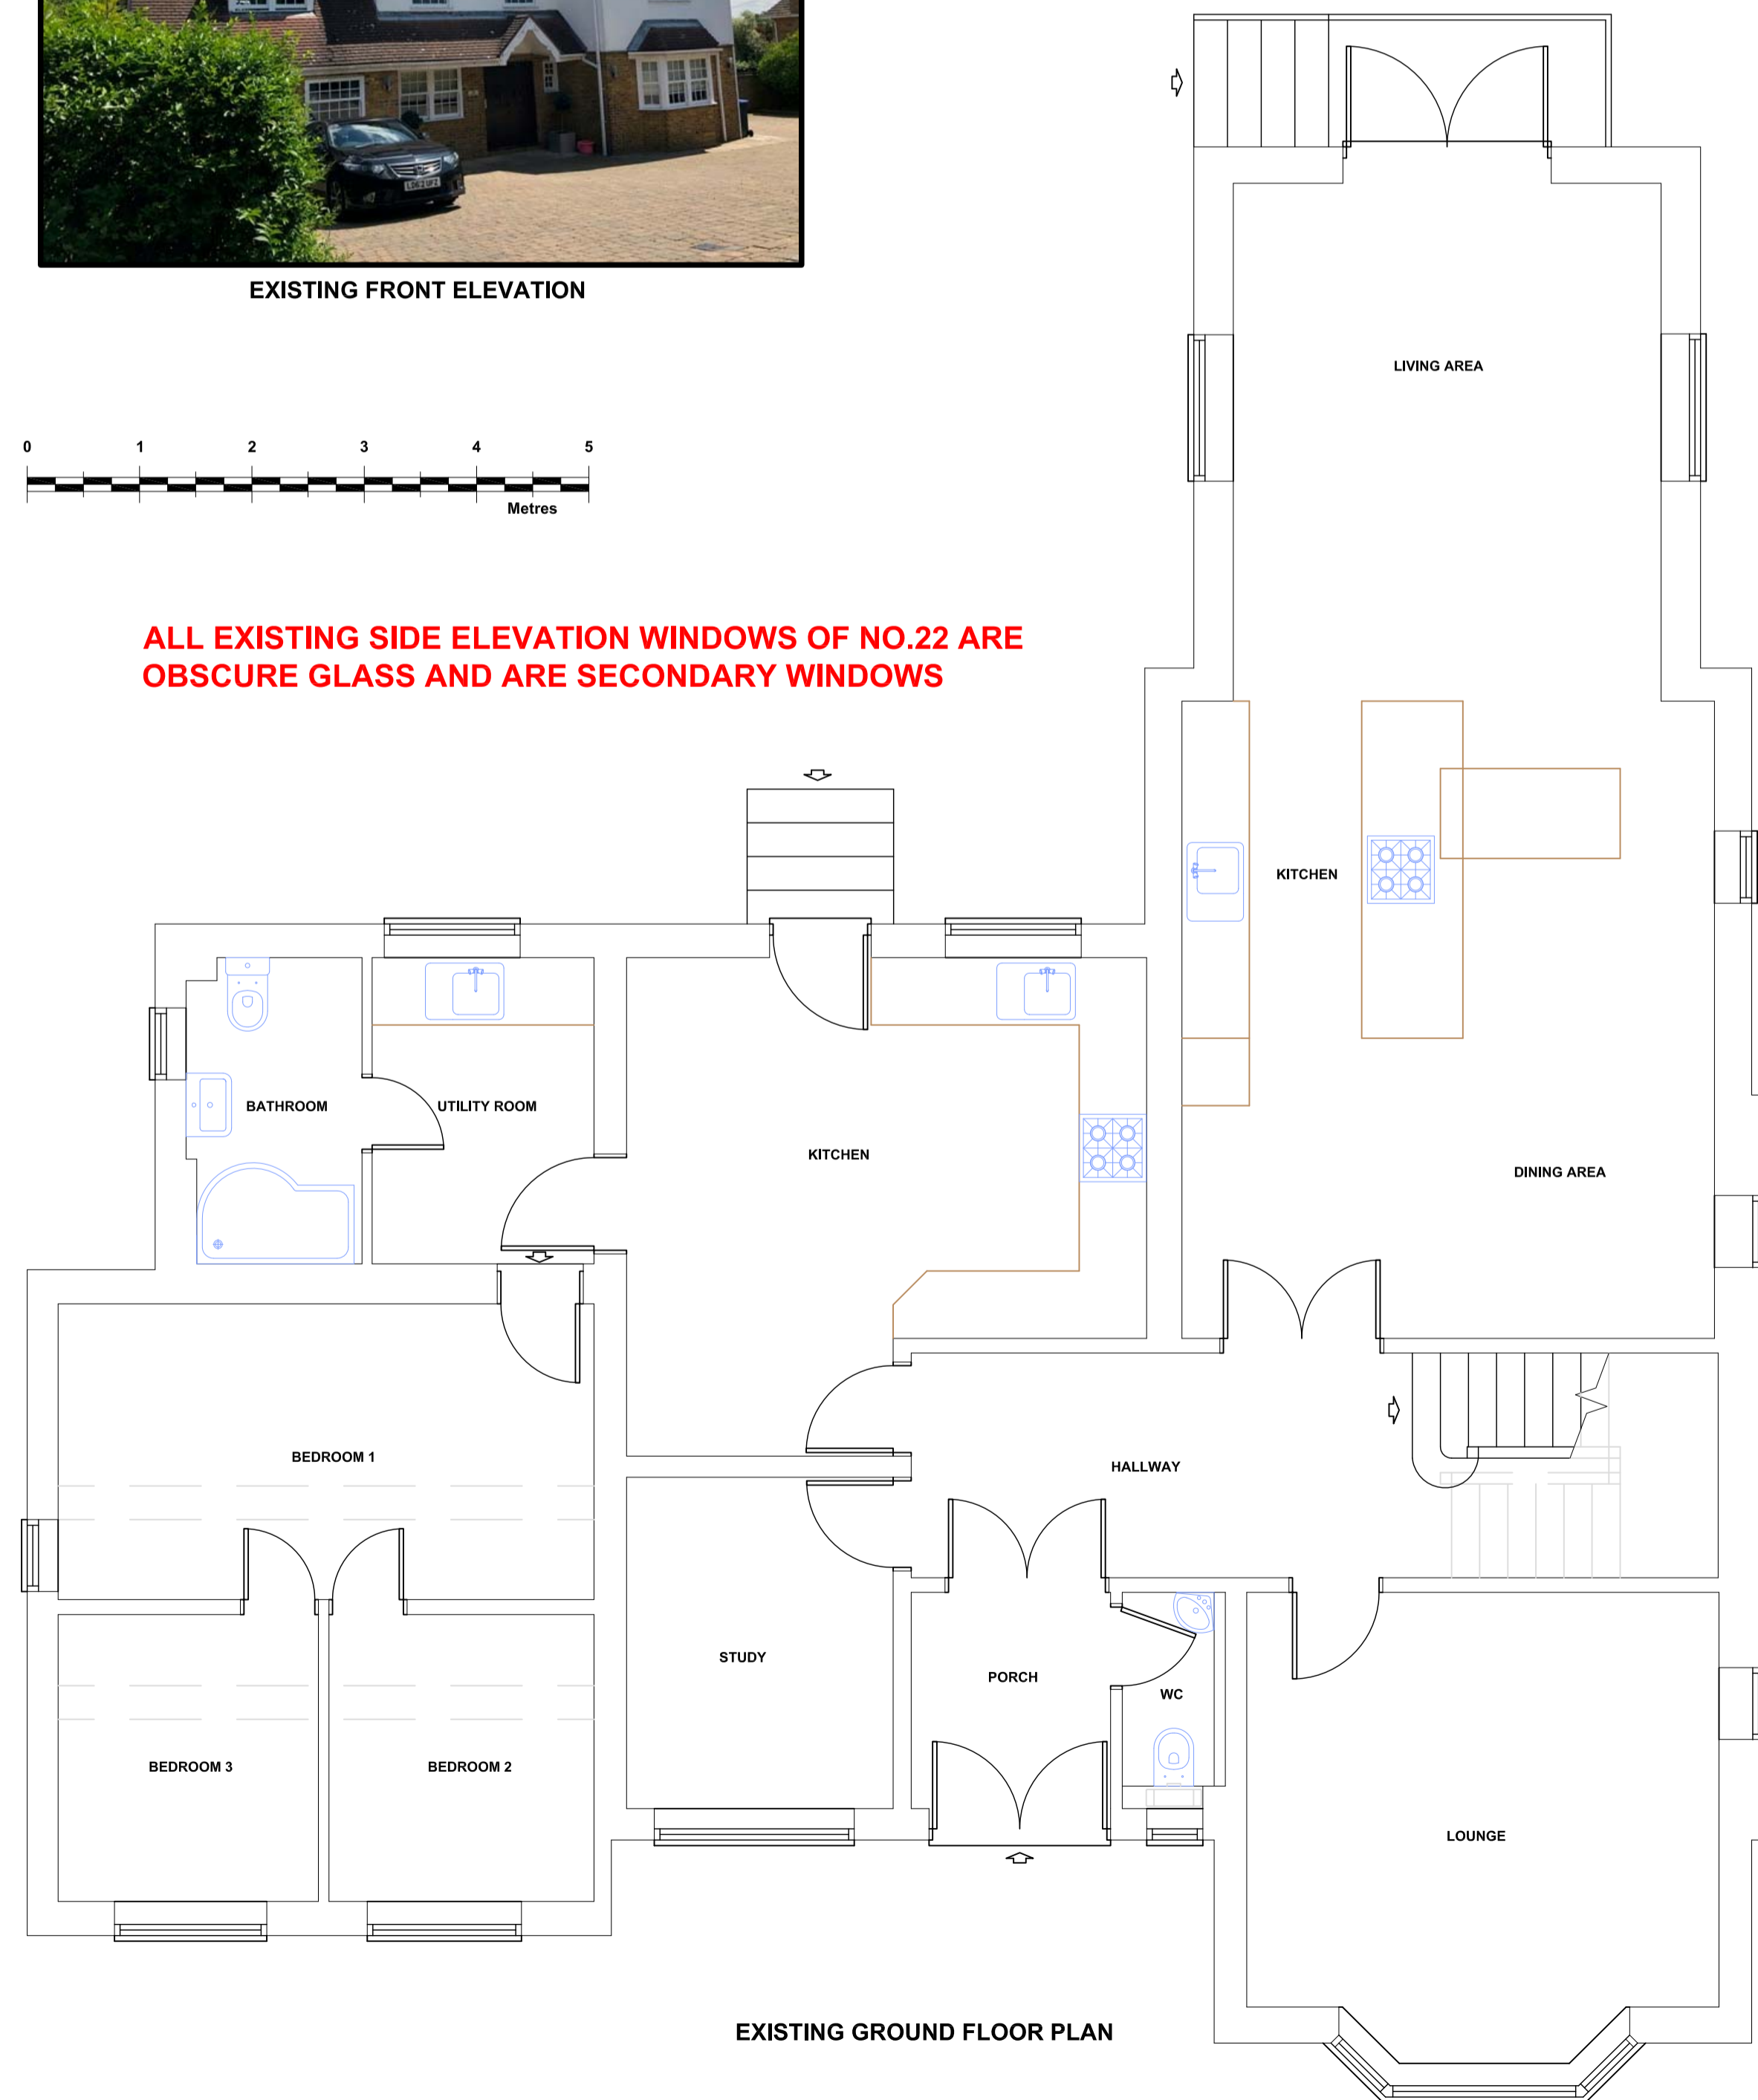 LD62 UFZ
EXISTING FRONT ELEVATION
LIVING AREA
0 1 2 3 4 5
Metres
ALL EXISTING SIDE ELEVATION WINDOWS OF NO.22 ARE
OBSCURE GLASS AND ARE SECONDARY WINDOWS
KITCHEN
BATHROOM
UTILITY ROOM
KITCHEN
DINING AREA
BEDROOM 1
HALLWAY
STUDY
PORCH
WC
BEDROOM 3
BEDROOM 2
LOUNGE
EXISTING GROUND FLOOR PLAN